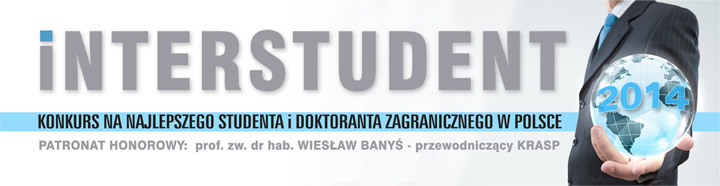 iNTERSTUDENT
2014
KONKURS NA NAJLEPSZEGO STUDENTA i DOKTORANTA ZAGRANICZNEGO W POLSCE
PATRONAT HONOROWY: prof. zw. dr hab. WIESŁAW BANYŚ - przewodniczący KRASP